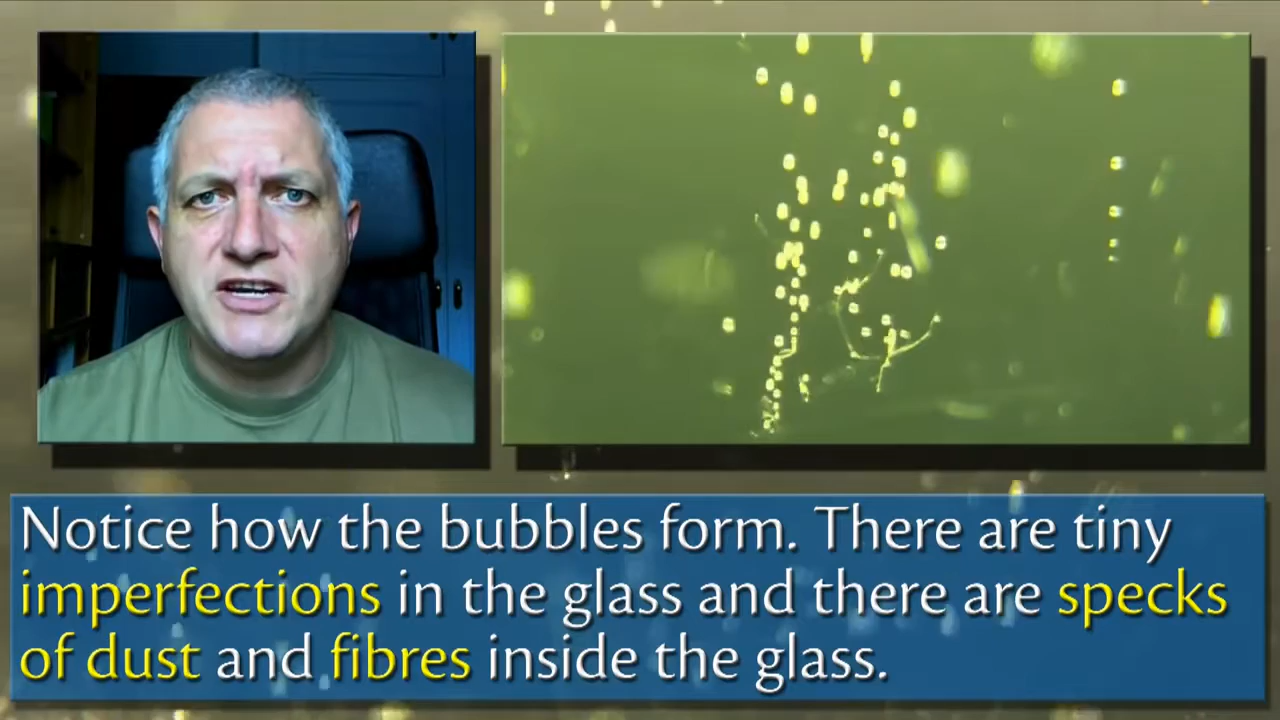 Notice how the bubbles form. There are tiny
imperfections in the glass and there are specks
of dust and fibres inside the glass.